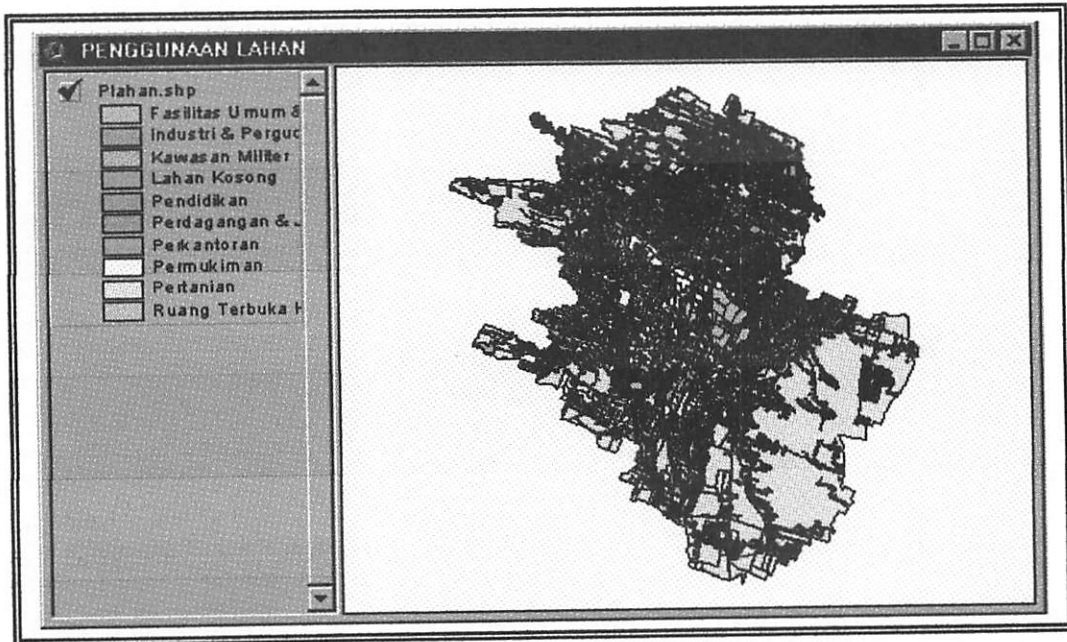 PENGGUNAAN LAHAN
Plahan.shp
Fasilitas Umum &
Industri & Perguc
Kawasan Militer
Lahan Kosong
Pendidikan
Perdagangan & J
Perkantoran
Permukiman
Pertanian
Ruang Terbuka H